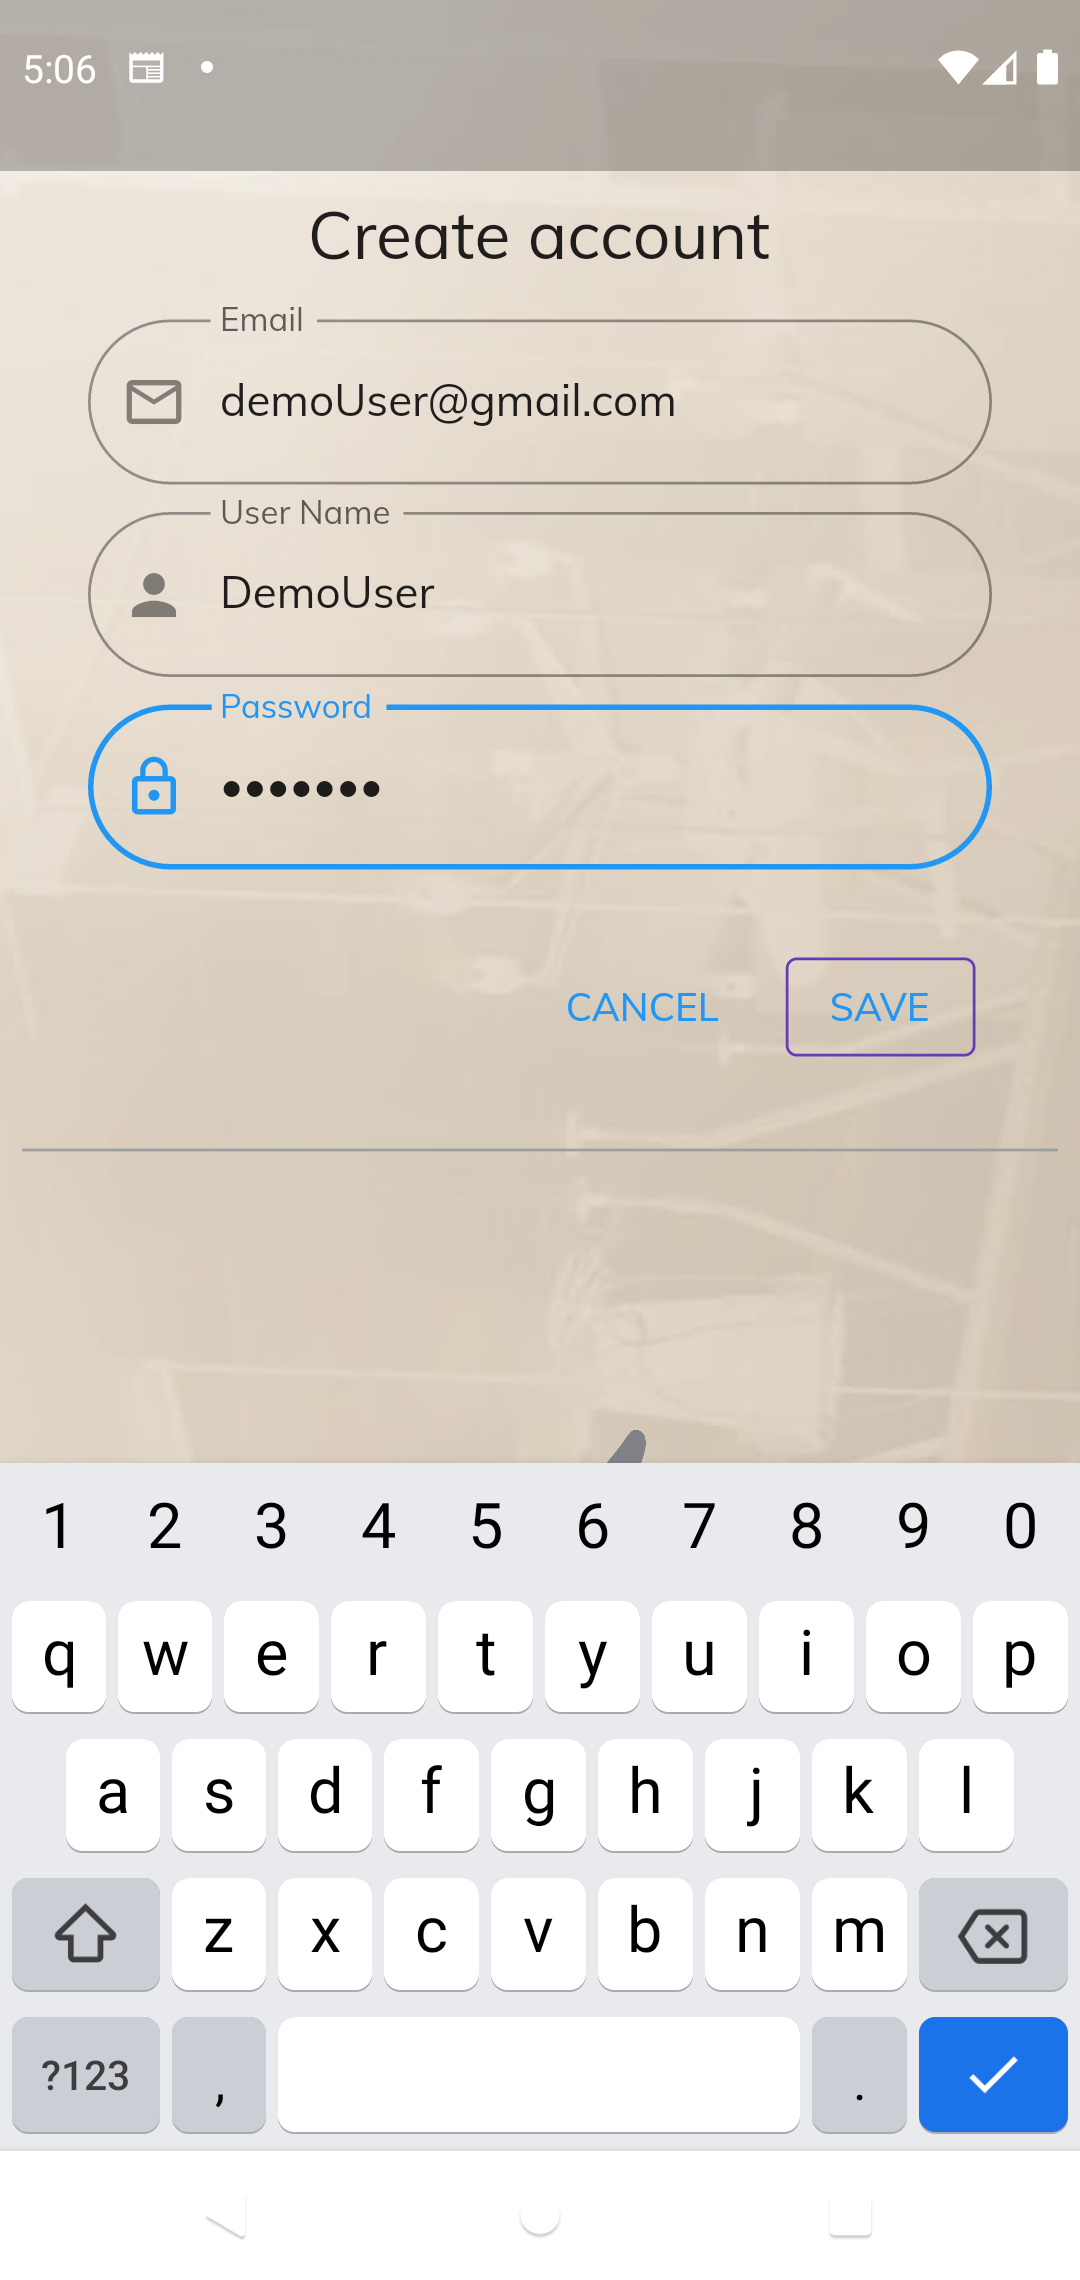 5:06
Create account
Email
demoUser@gmail.com
User Name
DemoUser
Password
•••••••
CANCEL SAVE
1 2 3 4 5 6 7 8 9 0
q w e r t y u i o p
a s d f g h j k l
z x c v b n m
?123 , .